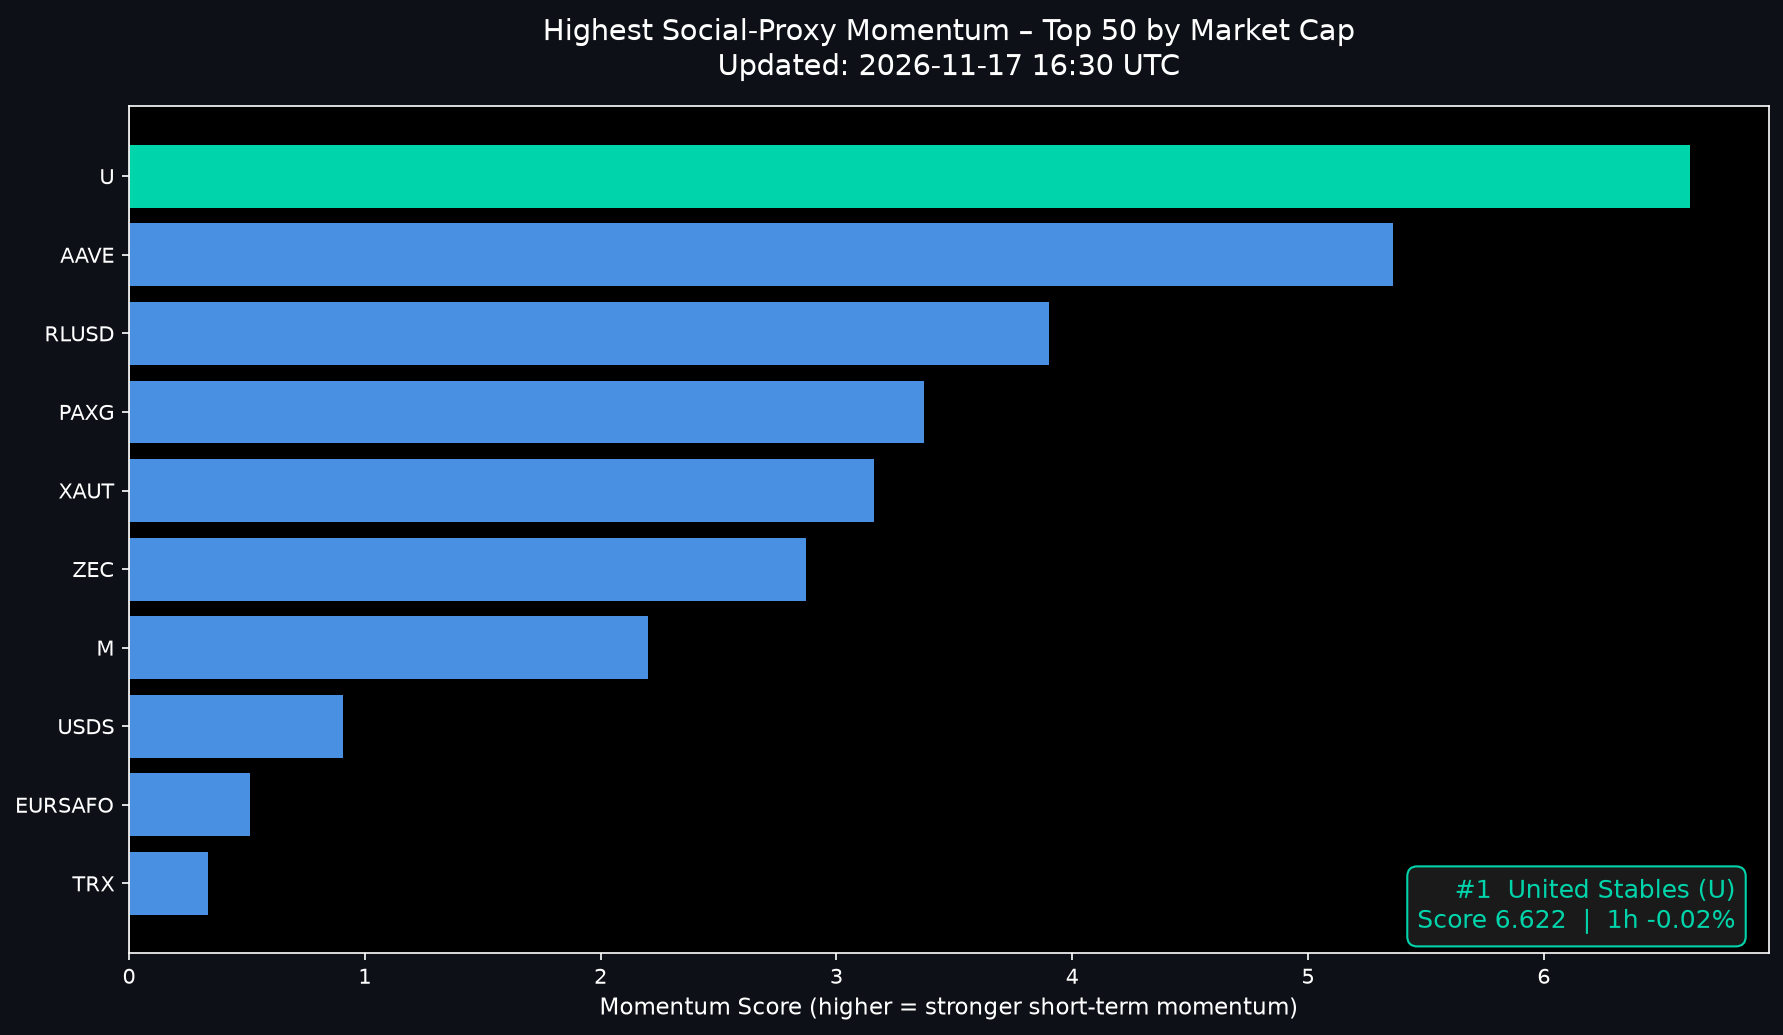 Highest Social-Proxy Momentum – Top 50 by Market Cap
Updated: 2026-11-17 16:30 UTC
U
AAVE
RLUSD
PAXG
XAUT
ZEC
M
USDS
EURSAFO
TRX
#1  United Stables (U)
Score 6.622  |  1h -0.02%
0 1 2 3 4 5 6
Momentum Score (higher = stronger short-term momentum)